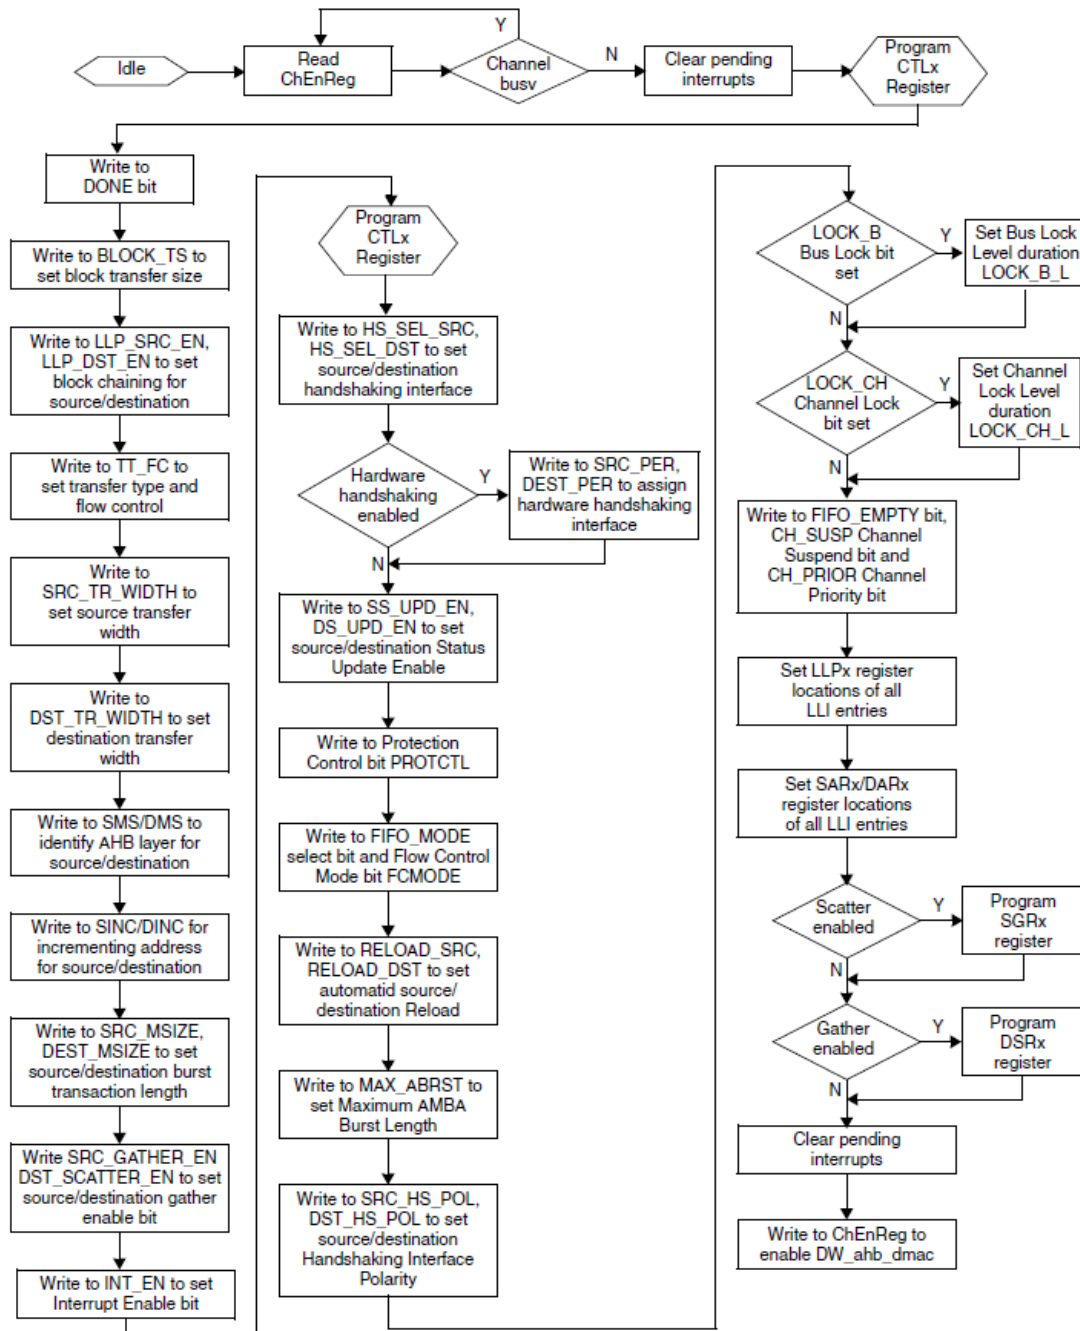 Idle
Read
ChEnReg
Y
Channel
busy
N
Clear pending
interrupts
Program
CTLx
Register
Write to
DONE bit
Write to BLOCK_TS to
set block transfer size
Write to LLP_SRC_EN,
LLP_DST_EN to set
block chaining for
source/destination
Write to TT_FC to
set transfer type and
flow control
Write to
SRC_TR_WIDTH to
set source transfer
width
Write to
DST_TR_WIDTH to set
destination transfer
width
Write to SMS/DMS to
identify AHB layer for
source/destination
Write to SINC/DINC for
incrementing address
for source/destination
Write to SRC_MSIZE,
DEST_MSIZE to set
source/destination burst
transaction length
Write SRC_GATHER_EN
DST_SCATTER_EN to set
source/destination gather
enable bit
Write to INT_EN to set
Interrupt Enable bit
Program
CTLx
Register
Write to HS_SEL_SRC,
HS_SEL_DST to set
source/destination
handshaking interface
Hardware
handshaking
enabled
Y
Write to SRC_PER,
DEST_PER to assign
hardware handshaking
interface
N
Write to SS_UPD_EN,
DS_UPD_EN to set
source/destination Status
Update Enable
Write to Protection
Control bit PROTCTL
Write to FIFO_MODE
select bit and Flow Control
Mode bit FCMODE
Write to RELOAD_SRC,
RELOAD_DST to set
automatid source/
destination Reload
Write to MAX_ABRST to
set Maximum AMBA
Burst Length
Write to SRC_HS_POL,
DST_HS_POL to set
source/destination
Handshaking Interface
Polarity
LOCK_B
Bus Lock bit
set
Y
Set Bus Lock
Level duration
LOCK_B_L
N
LOCK_CH
Channel Lock
bit set
Y
Set Channel
Lock Level
duration
LOCK_CH_L
N
Write to FIFO_EMPTY bit,
CH_SUSP Channel
Suspend bit and
CH_PRIOR Channel
Priority bit
Set LLPx register
locations of all
LLI entries
Set SARx/DARx
register locations
of all LLI entries
Scatter
enabled
Y
Program
SGRx
register
N
Gather
enabled
Y
Program
DSRx
register
N
Clear pending
interrupts
Write to ChEnReg to
enable DW_ahb_dmac